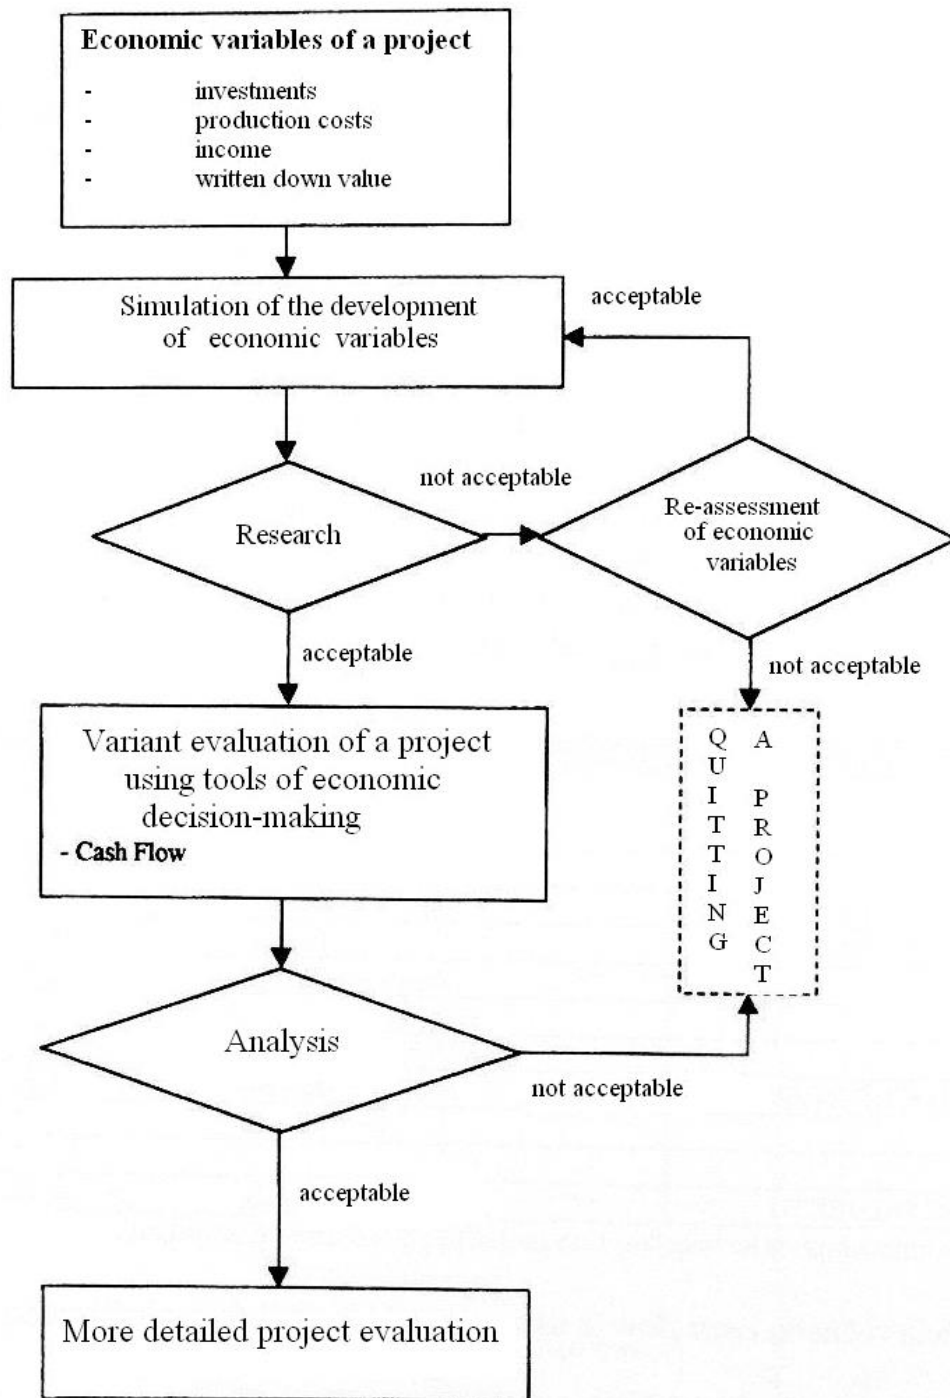 Economic variables of a project
- investments
- production costs
- income
- written down value
Simulation of the development
of economic variables
acceptable
Research
not acceptable
Re-assessment
of economic
variables
acceptable
not acceptable
Variant evaluation of a project
using tools of economic
decision-making
- Cash Flow
QUITTING
A PROJECT
Analysis
not acceptable
acceptable
More detailed project evaluation